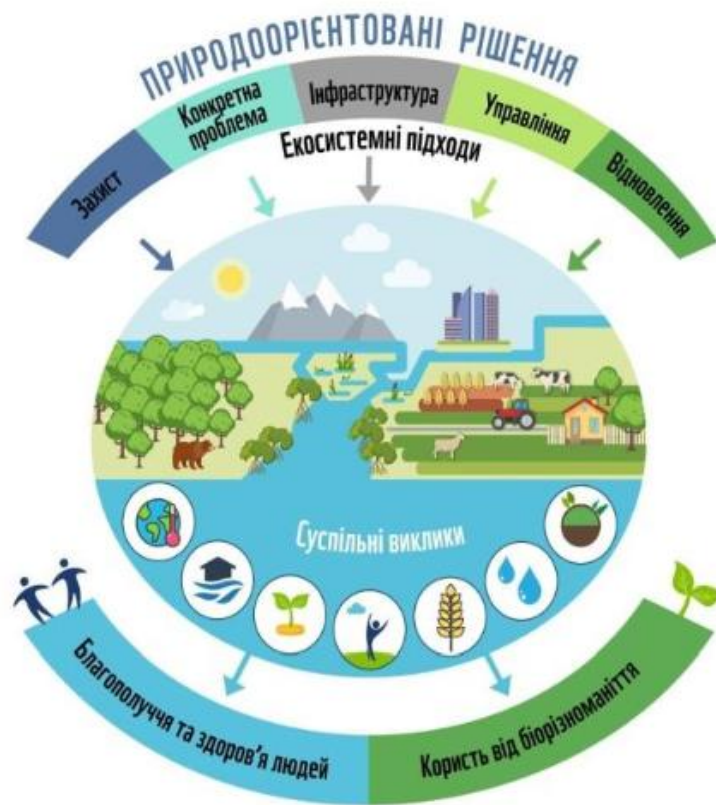 ПРИРОДООРІЄНТОВАНІ РІШЕННЯ
Захист
Конкретна
проблема
Інфраструктура
Управління
Відновлення
Екосистемні підходи
Суспільні виклики
Благополуччя та здоров'я людей
Користь від біорізноманіття